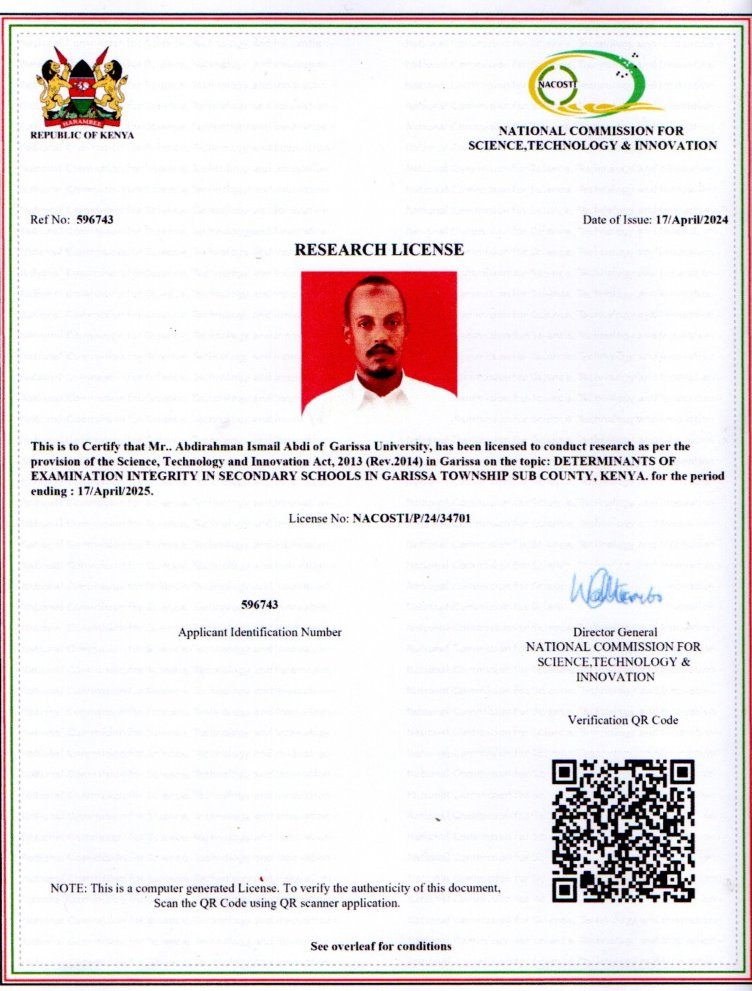 HARAMBEE
REPUBLIC OF KENYA
NACOSTI
NATIONAL COMMISSION FOR
SCIENCE,TECHNOLOGY & INNOVATION
Ref No: 596743
Date of Issue: 17/April/2024
RESEARCH LICENSE
This is to Certify that Mr.. Abdirahman Ismail Abdi of Garissa University, has been licensed to conduct research as per the
provision of the Science, Technology and Innovation Act, 2013 (Rev.2014) in Garissa on the topic: DETERMINANTS OF
EXAMINATION INTEGRITY IN SECONDARY SCHOOLS IN GARISSA TOWNSHIP SUB COUNTY, KENYA. for the period
ending : 17/April/2025.
License No: NACOSTI/P/24/34701
596743
Applicant Identification Number
Director General
NATIONAL COMMISSION FOR
SCIENCE,TECHNOLOGY &
INNOVATION
Verification QR Code
NOTE: This is a computer generated License. To verify the authenticity of this document,
Scan the QR Code using QR scanner application.
See overleaf for conditions